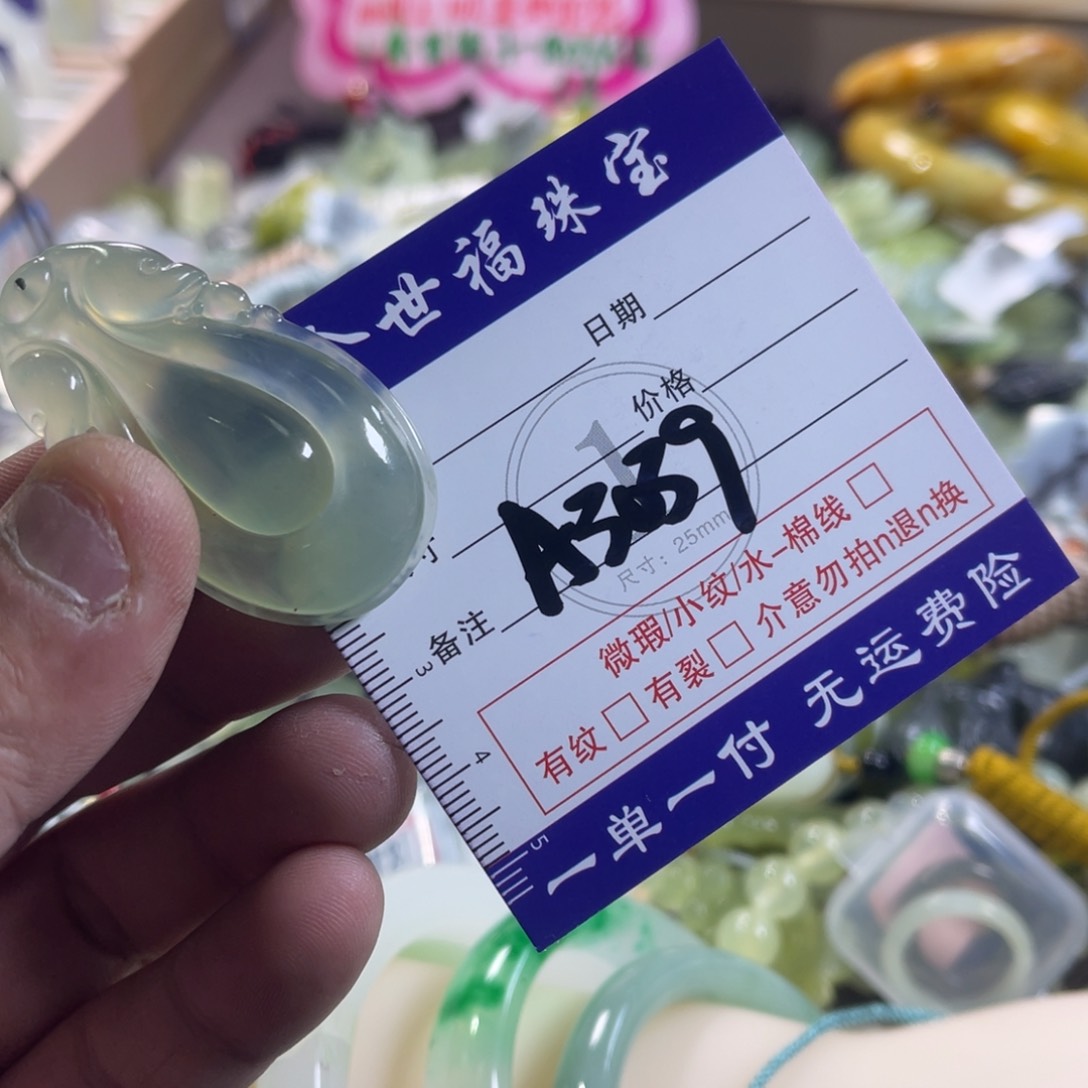 世福珠宝
日期
价格
A339
1
尺寸：25mm
备注
微瑕/小纹/水-棉线
有纹 有裂 介意勿拍n退n换
3
4
5
一单一付 无运费险